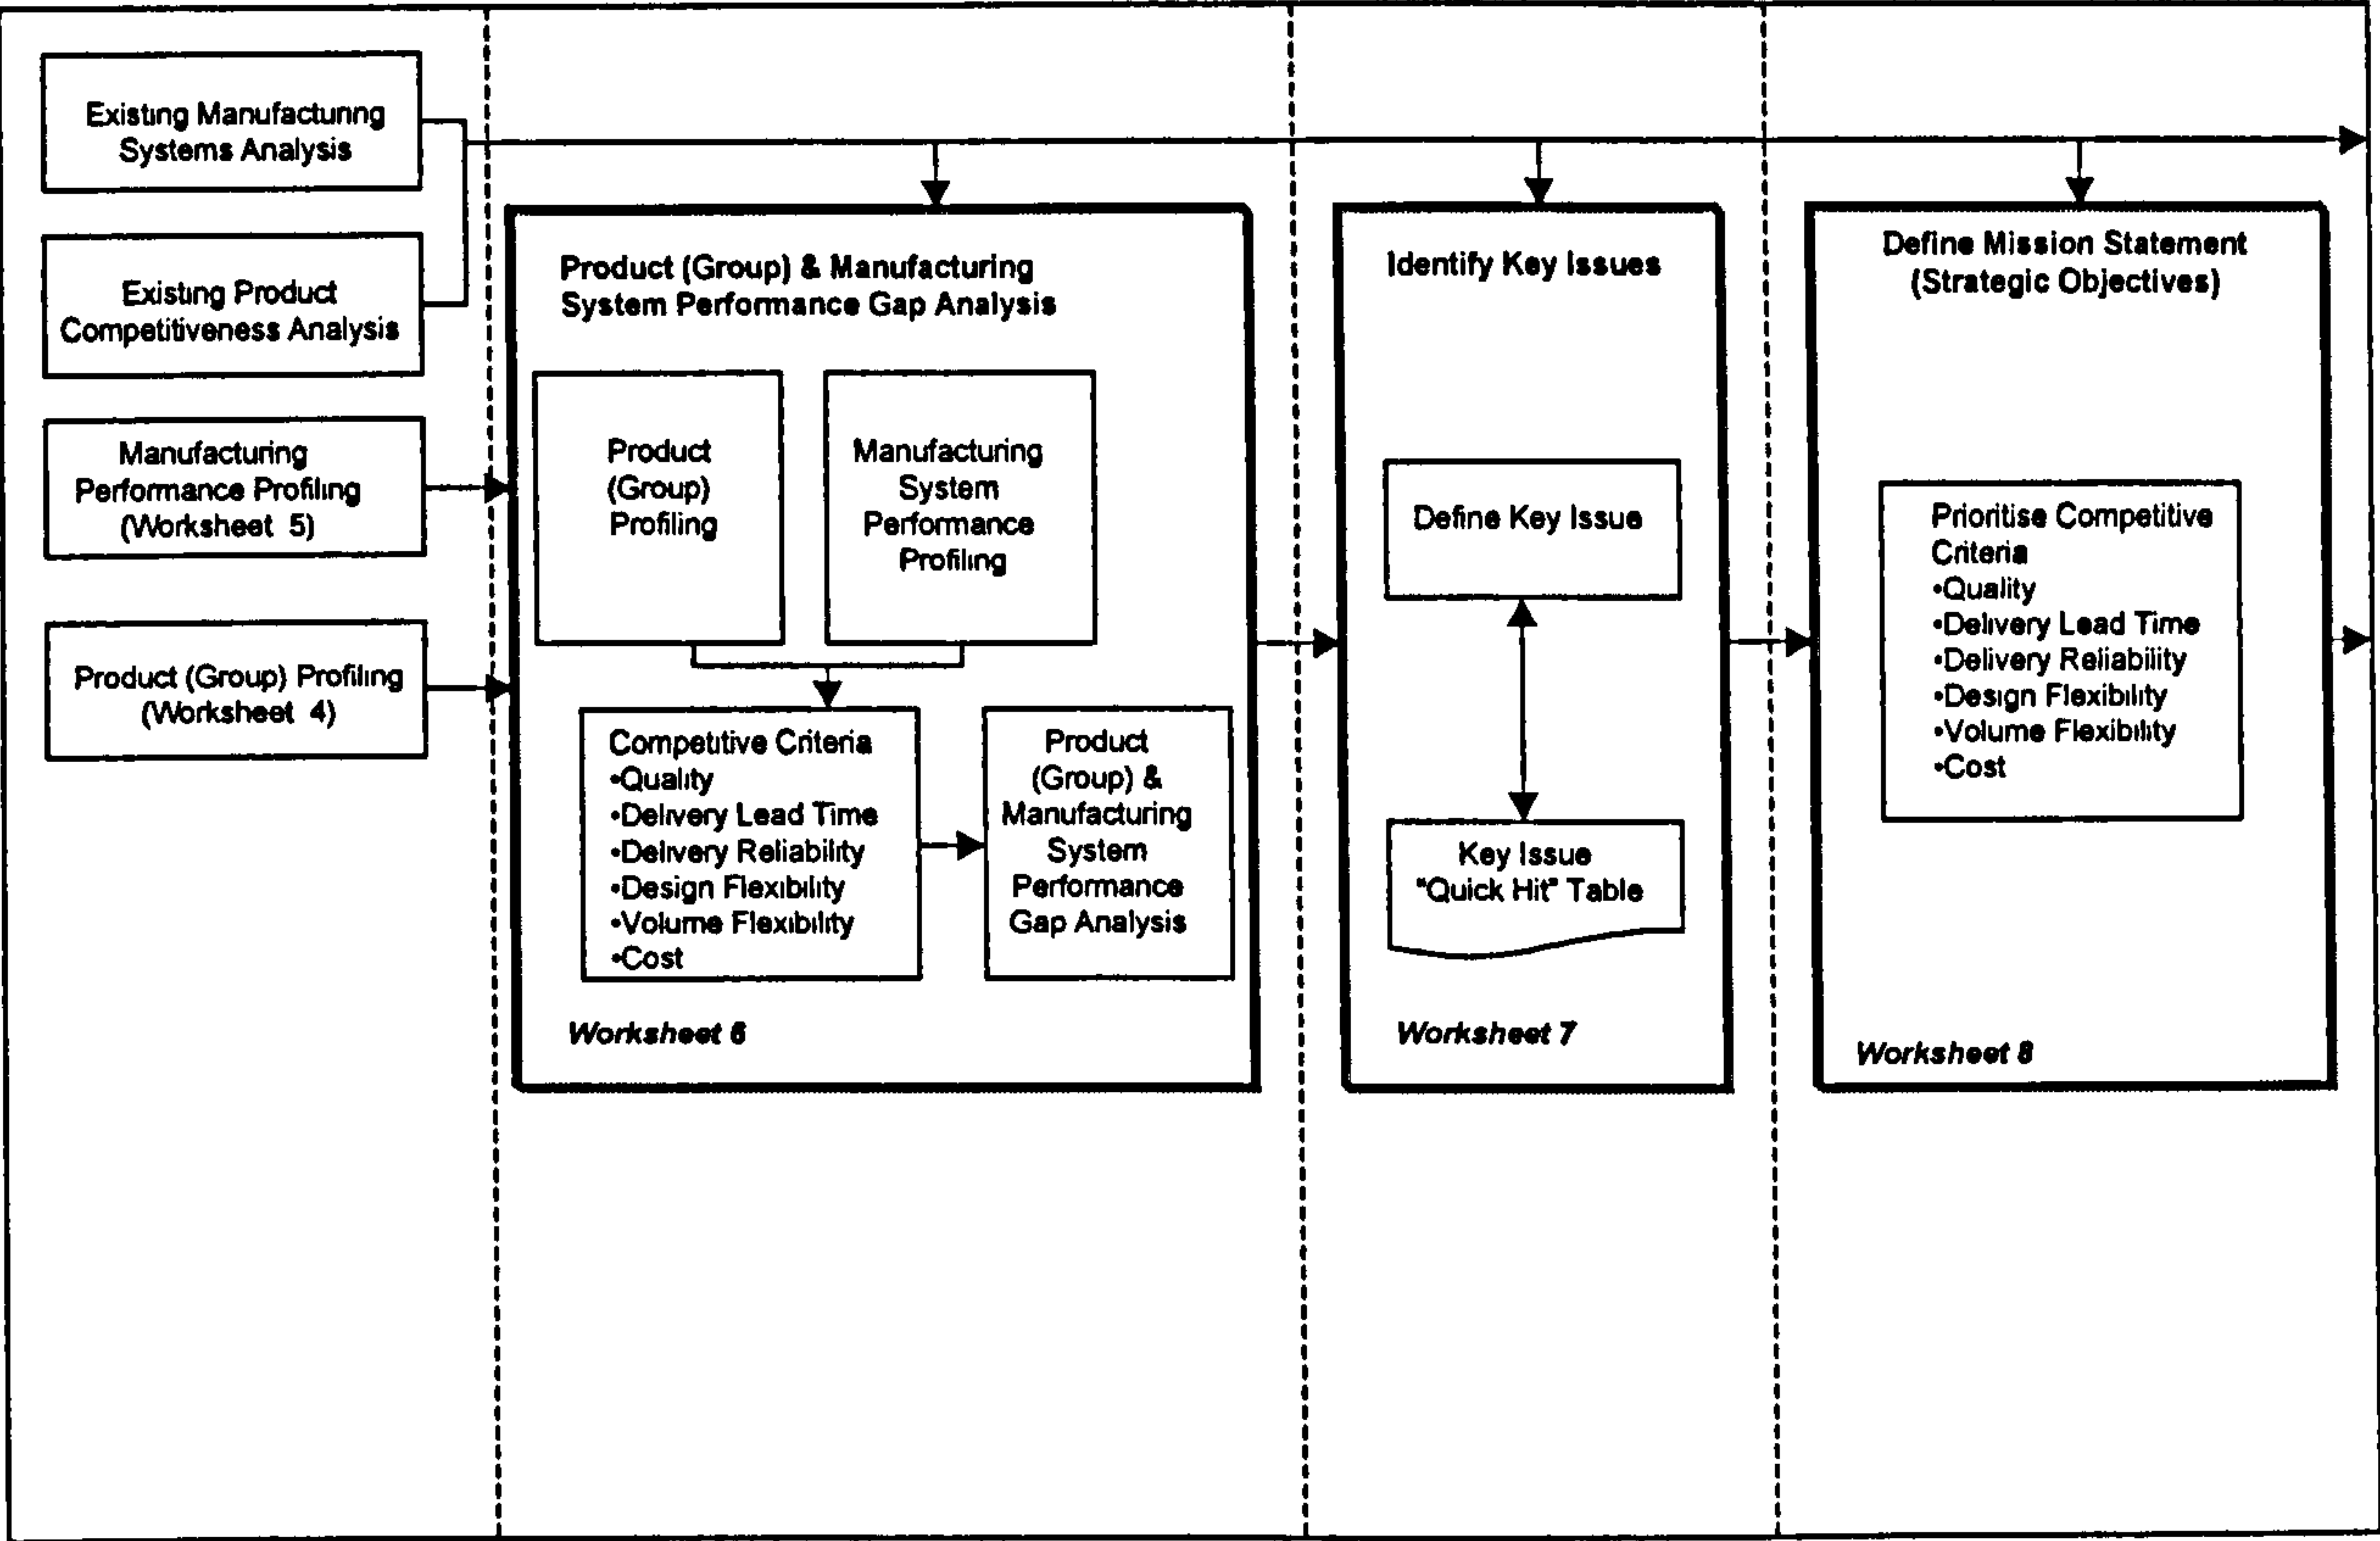 Existing Manufacturing
Systems Analysis
Existing Product
Competitiveness Analysis
Manufacturing
Performance Profiling
(Worksheet 5)
Product (Group) Profiling
(Worksheet 4)
Product (Group) & Manufacturing
System Performance Gap Analysis
Product
(Group)
Profiling
Manufacturing
System
Performance
Profiling
Competitive Criteria
•Quality
•Delivery Lead Time
•Delivery Reliability
•Design Flexibility
•Volume Flexibility
•Cost
Product
(Group) &
Manufacturing
System
Performance
Gap Analysis
Worksheet 6
Identify Key Issues
Define Key Issue
Key Issue
"Quick Hit" Table
Worksheet 7
Define Mission Statement
(Strategic Objectives)
Prioritise Competitive
Criteria
•Quality
•Delivery Lead Time
•Delivery Reliability
•Design Flexibility
•Volume Flexibility
•Cost
Worksheet 8